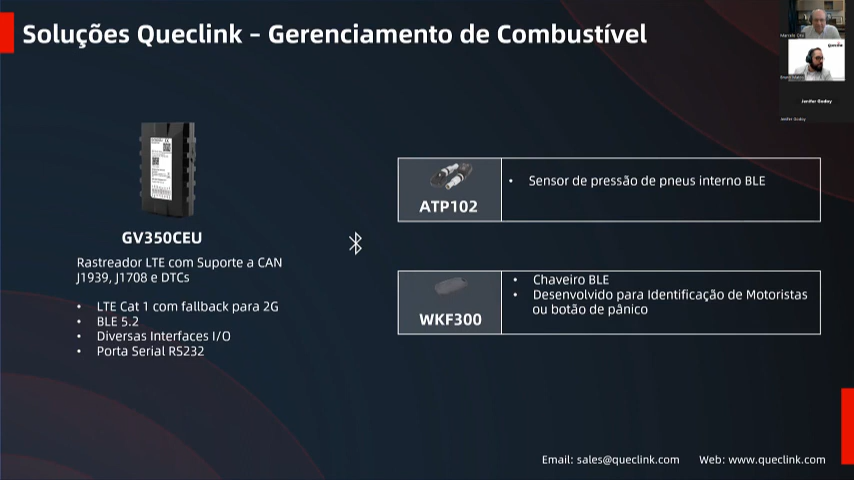 Soluções Queclink – Gerenciamento de Combustível
queclink
Jenifer Godoy
Jenifer Godoy
GV350CEU
Rastreador LTE com Suporte a CAN
J1939, J1708 e DTCs
• LTE Cat 1 com fallback para 2G
• BLE 5.2
• Diversas Interfaces I/O
• Porta Serial RS232
ATP102
• Sensor de pressão de pneus interno BLE
WKF300
• Chaveiro BLE
• Desenvolvido para Identificação de Motoristas
ou botão de pânico
Email: sales@queclink.com Web: www.queclink.com